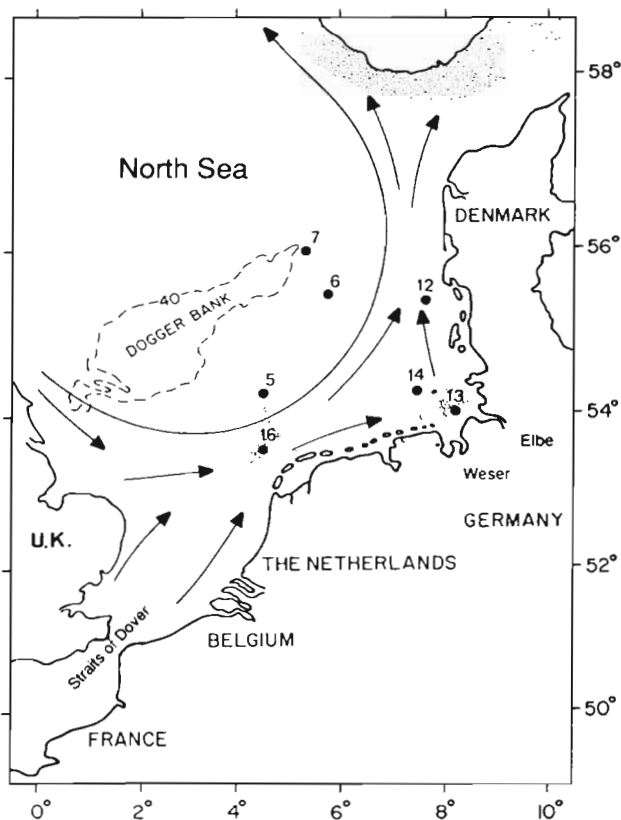 58°
North Sea
DENMARK
7
56°
6
12
40
DOGGER BANK
5
14
13
54°
16
Elbe
Weser
U.K.
GERMANY
THE NETHERLANDS
52°
Straits of Dover
BELGIUM
50°
FRANCE
0° 2° 4° 6° 8° 10°